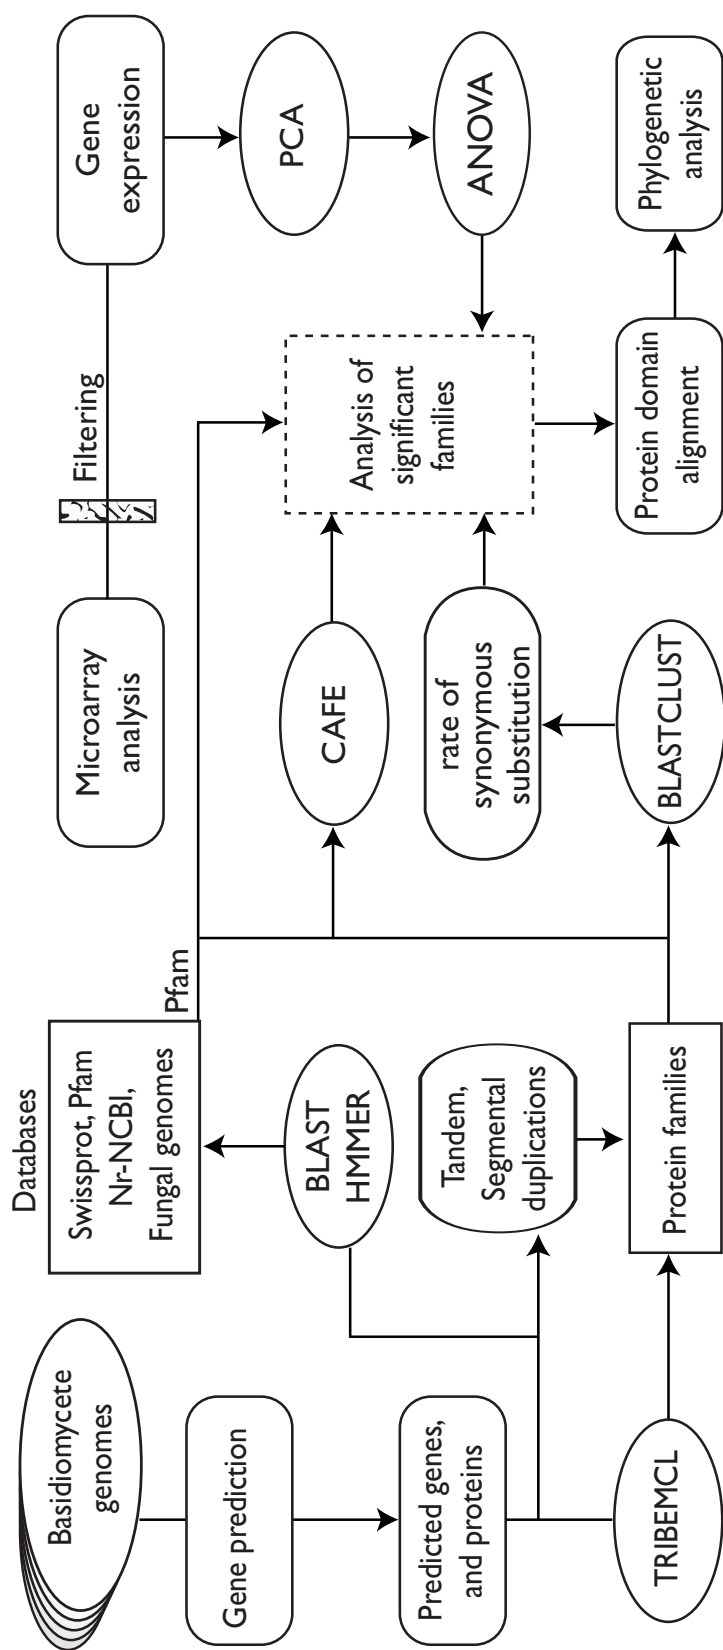 Basidiomycete
genomes
Gene prediction
Predicted genes,
and proteins
TRIBEMCL
Databases
Swissprot, Pfam
Nr-NCBI,
Fungal genomes
Pfam
BLAST
HMMER
Tandem,
Segmental
duplications
Protein families
Microarray
analysis
Filtering
Gene
expression
CAFE
rate of
synonymous
substitution
BLASTCLUST
PCA
ANOVA
Analysis of
significant
families
Protein domain
alignment
Phylogenetic
analysis